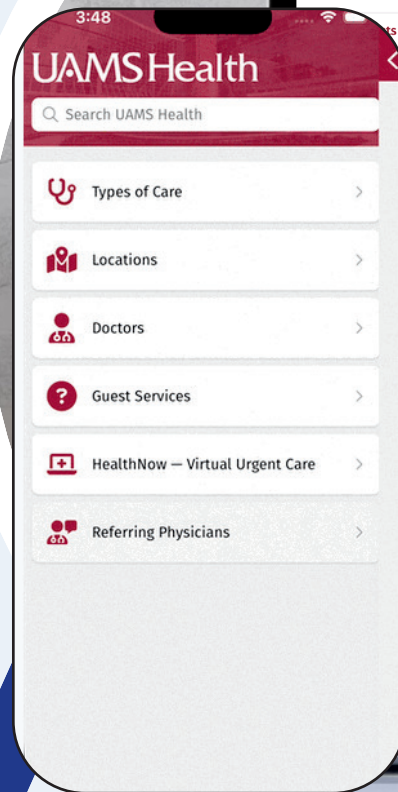 3:48
ts
UAMS Health
Search UAMS Health
Types of Care
Locations
Doctors
Guest Services
HealthNow — Virtual Urgent Care
Referring Physicians